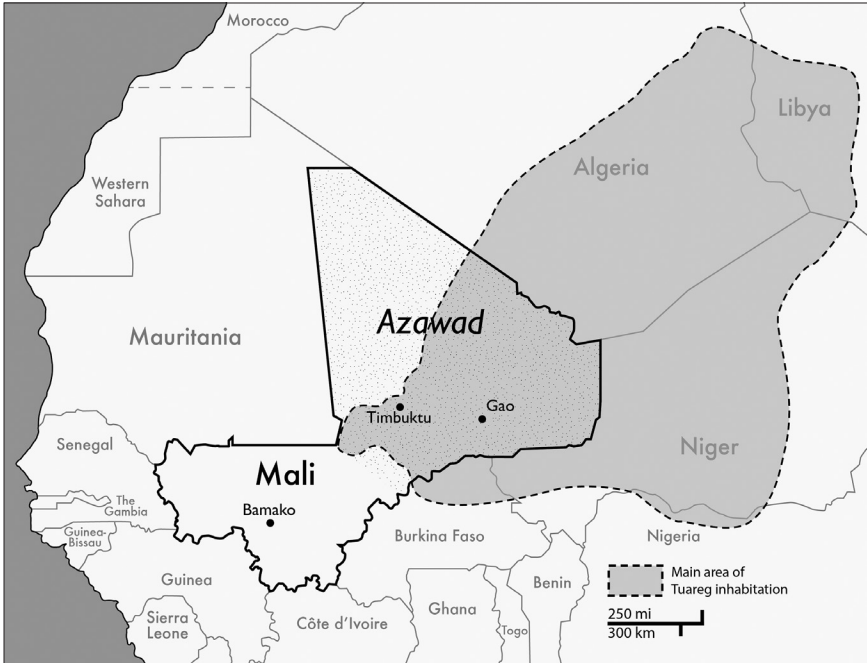 Morocco
Libya
Algeria
Western
Sahara
Azawad
Mauritania
Timbuktu
Gao
Senegal
Niger
Mali
The
Gambia
Bamako
Guinea-
Bissau
Burkina Faso
Nigeria
Guinea
Benin
Main area of
Tuareg inhabitation
Ghana
Sierra
Leone
Côte d'Ivoire
Togo
250 mi
300 km